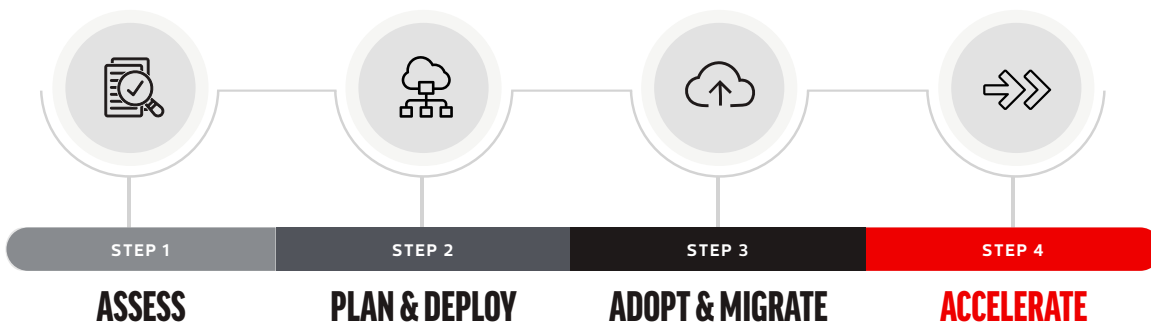 STEP 1
STEP 2
STEP 3
STEP 4
ASSESS
PLAN & DEPLOY
ADOPT & MIGRATE
ACCELERATE